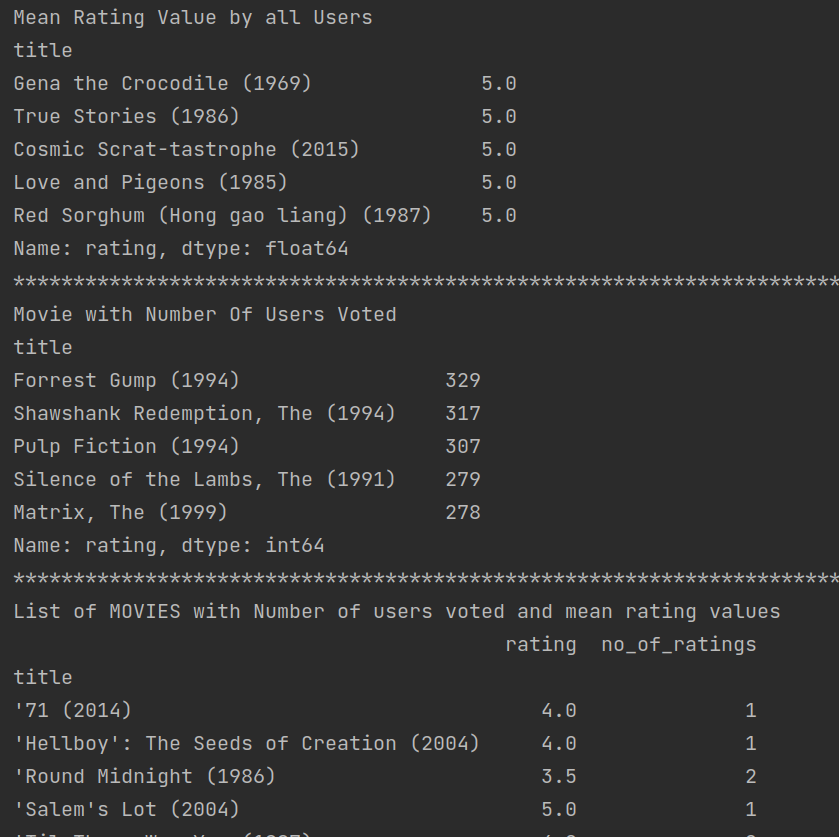 Mean Rating Value by all Users
title
Gena the Crocodile (1969)              5.0
True Stories (1986)                    5.0
Cosmic Scrat-tastrophe (2015)          5.0
Love and Pigeons (1985)                5.0
Red Sorghum (Hong gao liang) (1987)    5.0
Name: rating, dtype: float64
*********************************************************************
Movie with Number Of Users Voted
title
Forrest Gump (1994)                 329
Shawshank Redemption, The (1994)    317
Pulp Fiction (1994)                 307
Silence of the Lambs, The (1991)    279
Matrix, The (1999)                  278
Name: rating, dtype: int64
*********************************************************************
List of MOVIES with Number of users voted and mean rating values
                                         rating  no_of_ratings
title
'71 (2014)                                  4.0              1
'Hellboy': The Seeds of Creation (2004)     4.0              1
'Round Midnight (1986)                      3.5              2
'Salem's Lot (2004)                         5.0              1